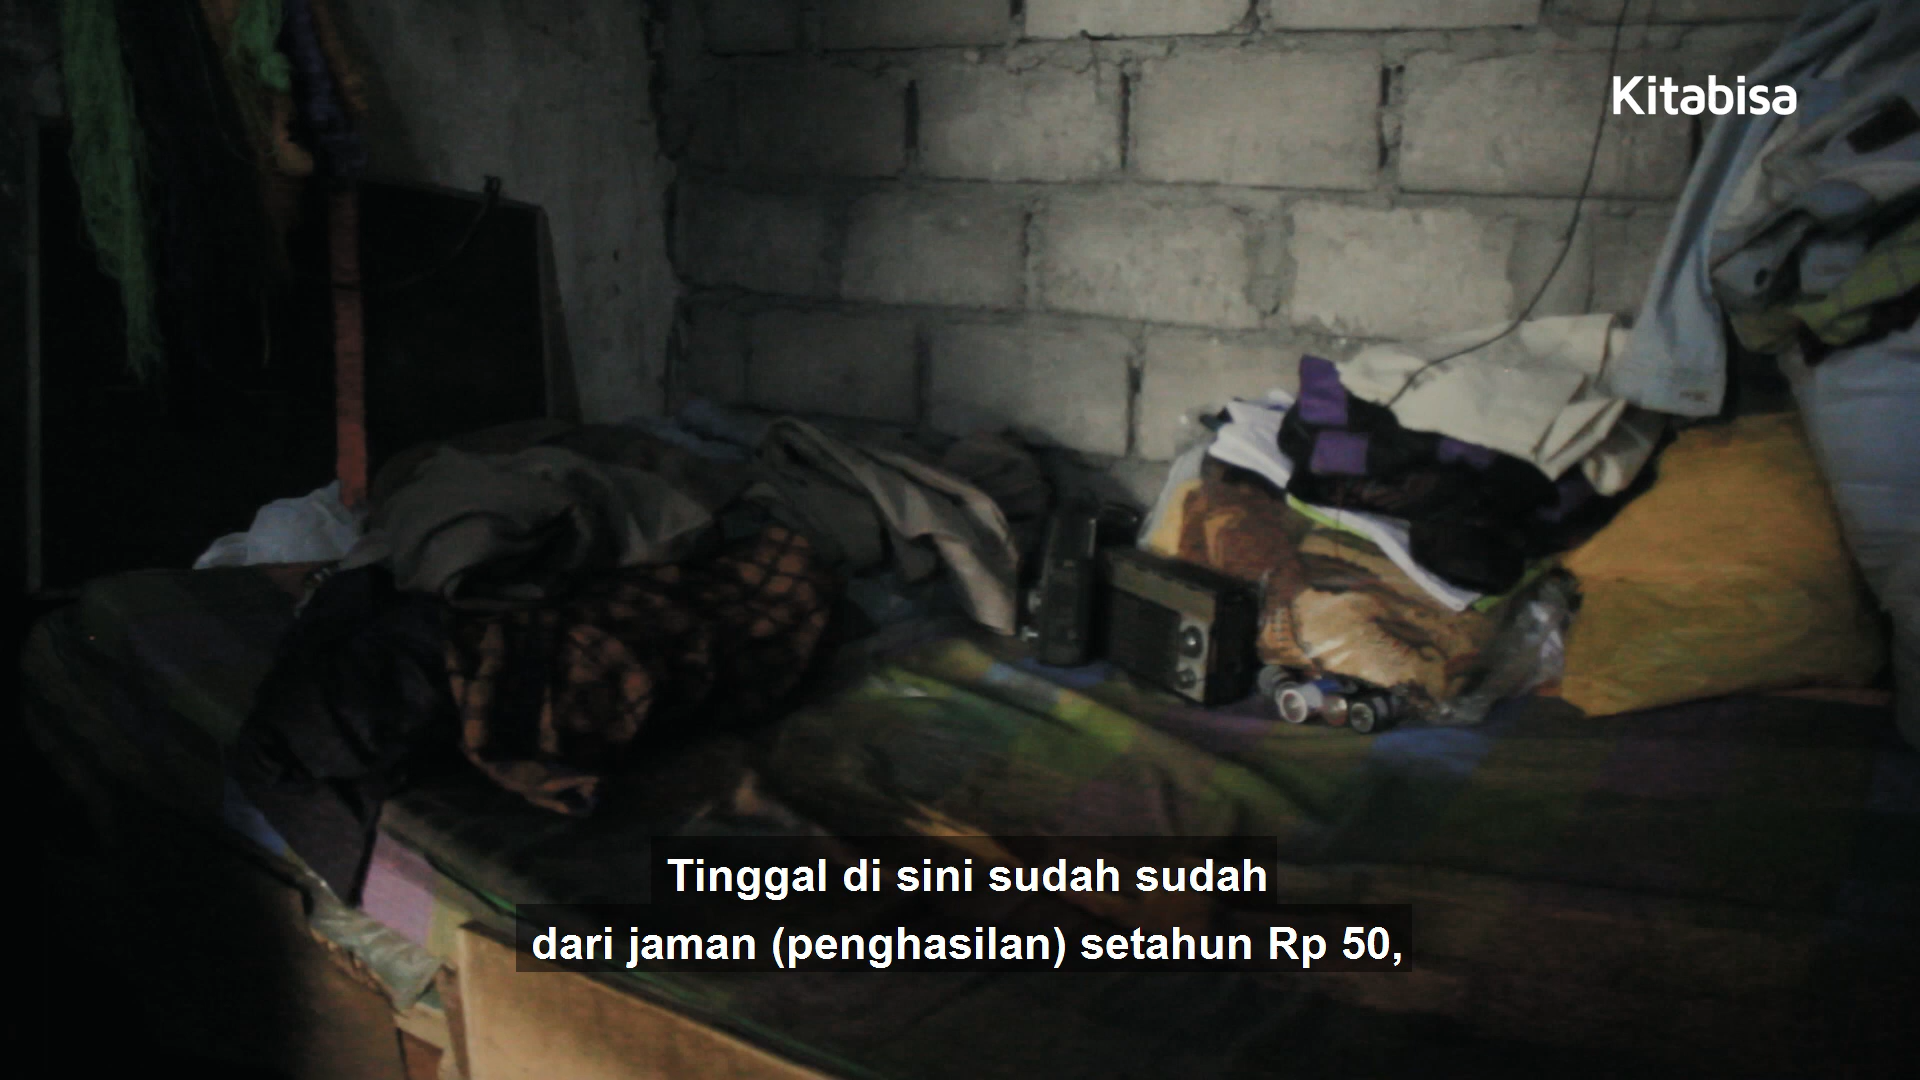 Kitabisa
Tinggal di sini sudah sudah
dari jaman (penghasilan) setahun Rp 50,